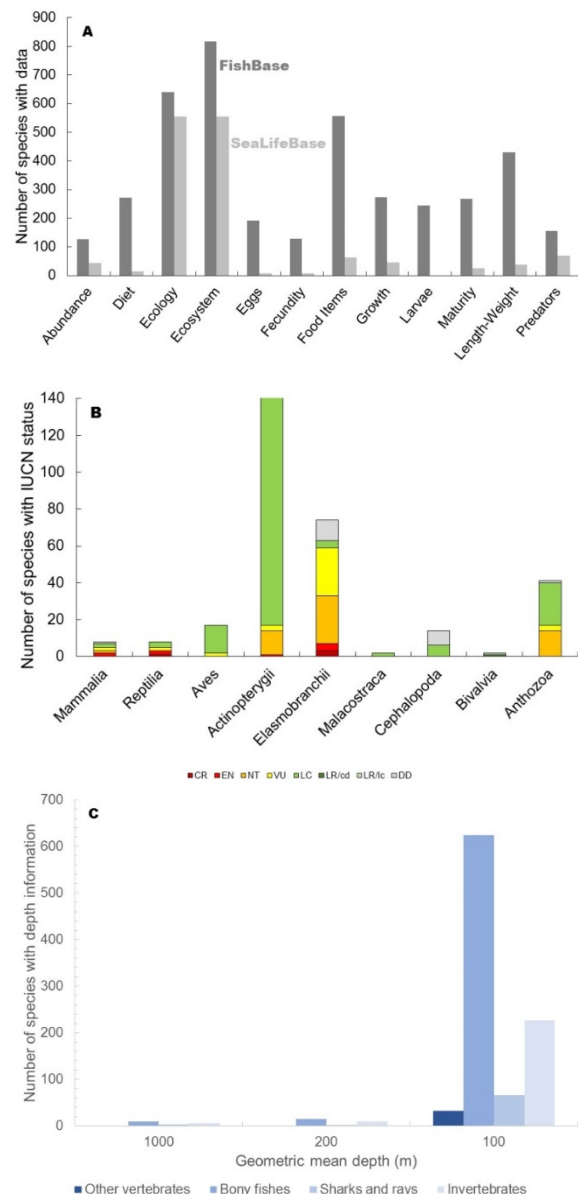 A
Number of species with data
900
800
700
600
500
400
300
200
100
0
FishBase
SeaLifeBase
Abundance
Diet
Ecology
Ecosystem
Eggs
Fecundity
Food Items
Growth
Larvae
Maturity
Length-Weight
Predators
B
Number of species with IUCN status
140
120
100
80
60
40
20
0
Mammalia
Reptilia
Aves
Actinopterygii
Elasmobranchii
Malacostraca
Cephalopoda
Bivalvia
Anthozoa
CR EN NT VU LC LR/cd LR/lc DD
C
Number of species with depth information
700
600
500
400
300
200
100
0
1000 200 100
Geometric mean depth (m)
Other vertebrates Bony fishes Sharks and rays Invertebrates